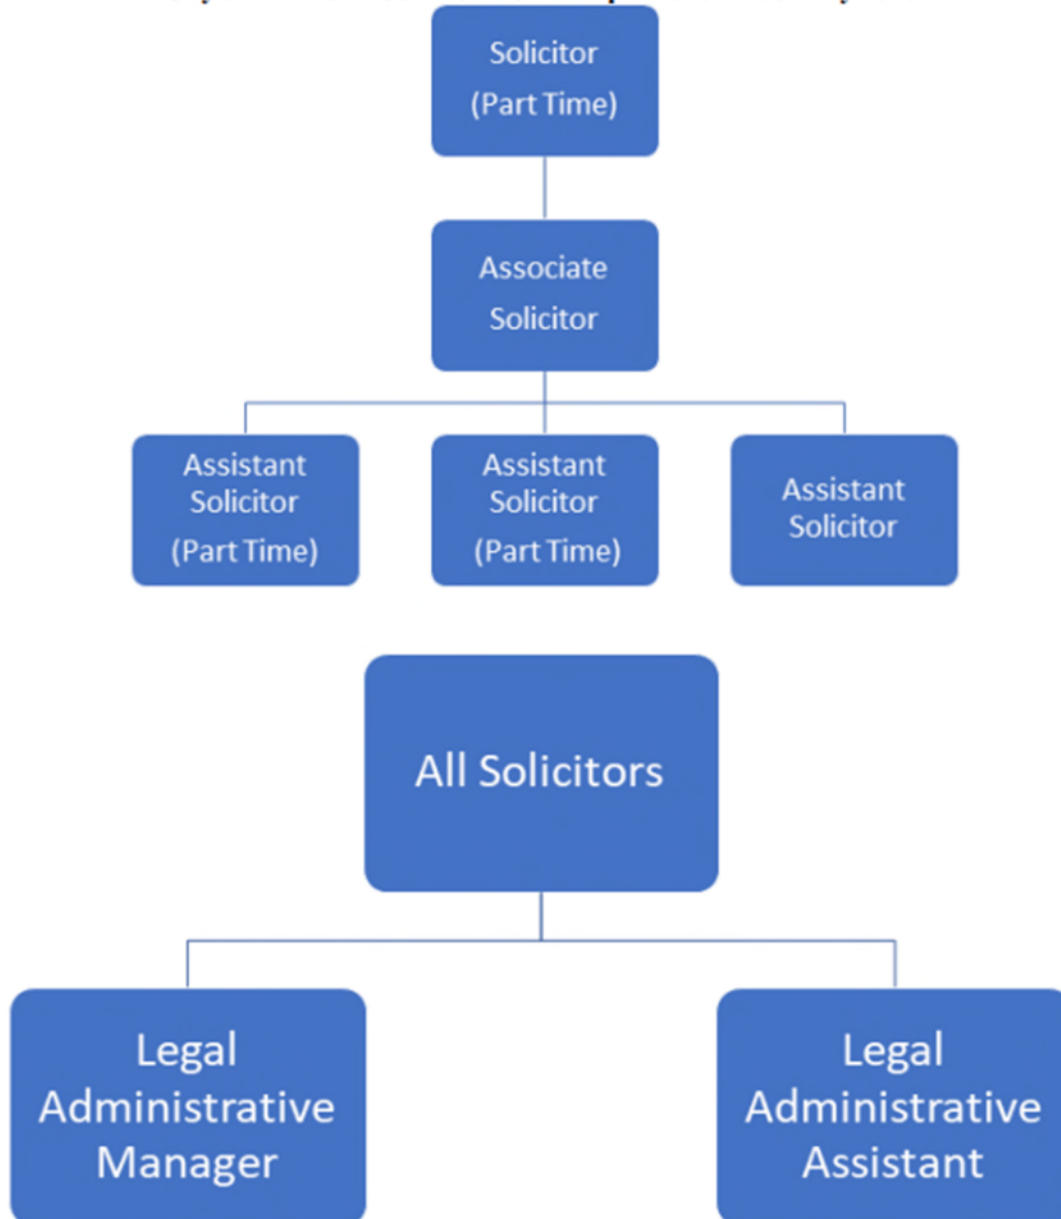 Solicitor
(Part Time)
Associate
Solicitor
Assistant
Solicitor
(Part Time)
Assistant
Solicitor
(Part Time)
Assistant
Solicitor
All Solicitors
Legal
Administrative
Manager
Legal
Administrative
Assistant